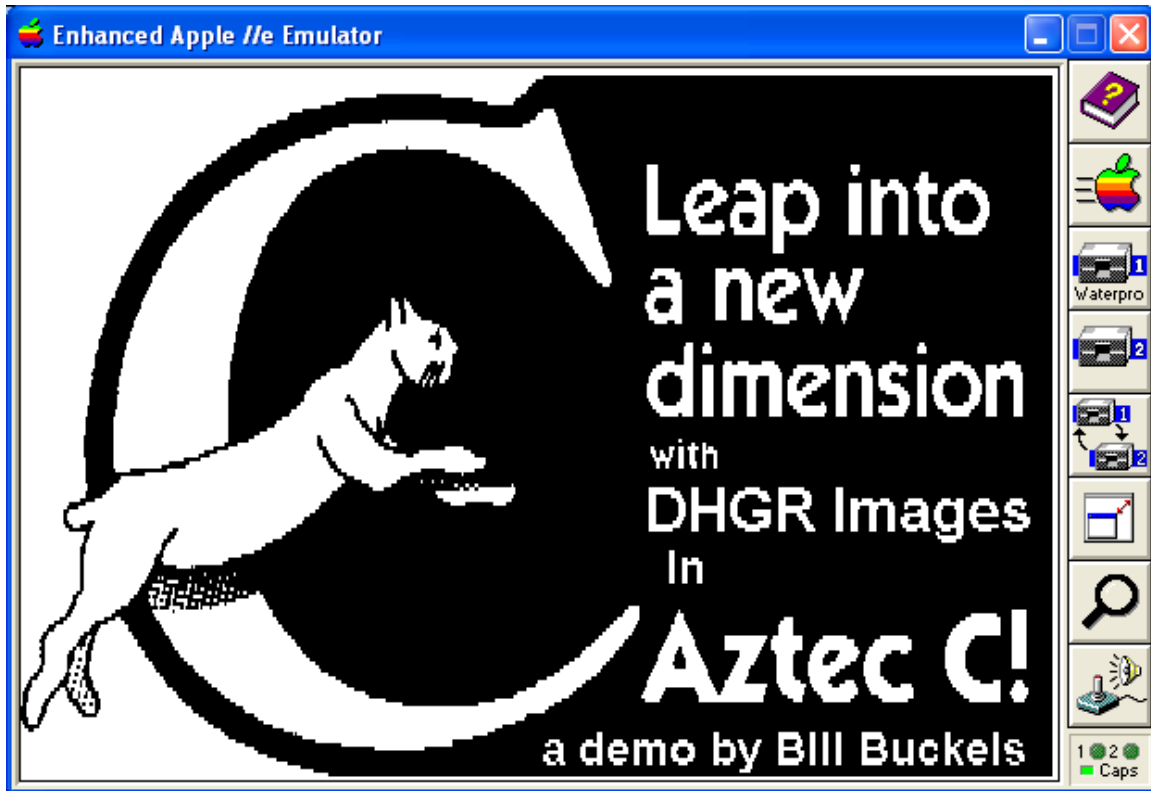 Enhanced Apple //e Emulator
Leap into
a new
dimension
with
DHGR Images
In
Aztec C!
a demo by Bill Buckels
?
1
Waterpro
2
1
2
1 2
Caps